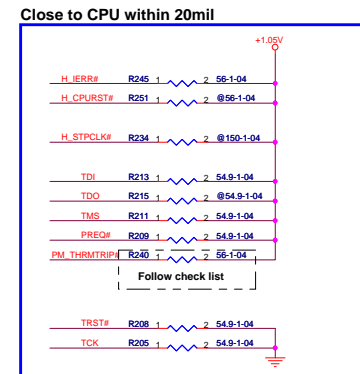 Close to CPU within 20mil
+1.05V
H_IERR# R245 1 2 56-1-04
H_CPURST# R251 1 2 @56-1-04
H_STPCLK# R234 1 2 @150-1-04
TDI R213 1 2 54.9-1-04
TDO R215 1 2 @54.9-1-04
TMS R211 1 2 54.9-1-04
PREQ# R209 1 2 54.9-1-04
PM_THRMTRIP# R240 1 2 56-1-04
Follow check list
TRST# R208 1 2 54.9-1-04
TCK R205 1 2 54.9-1-04